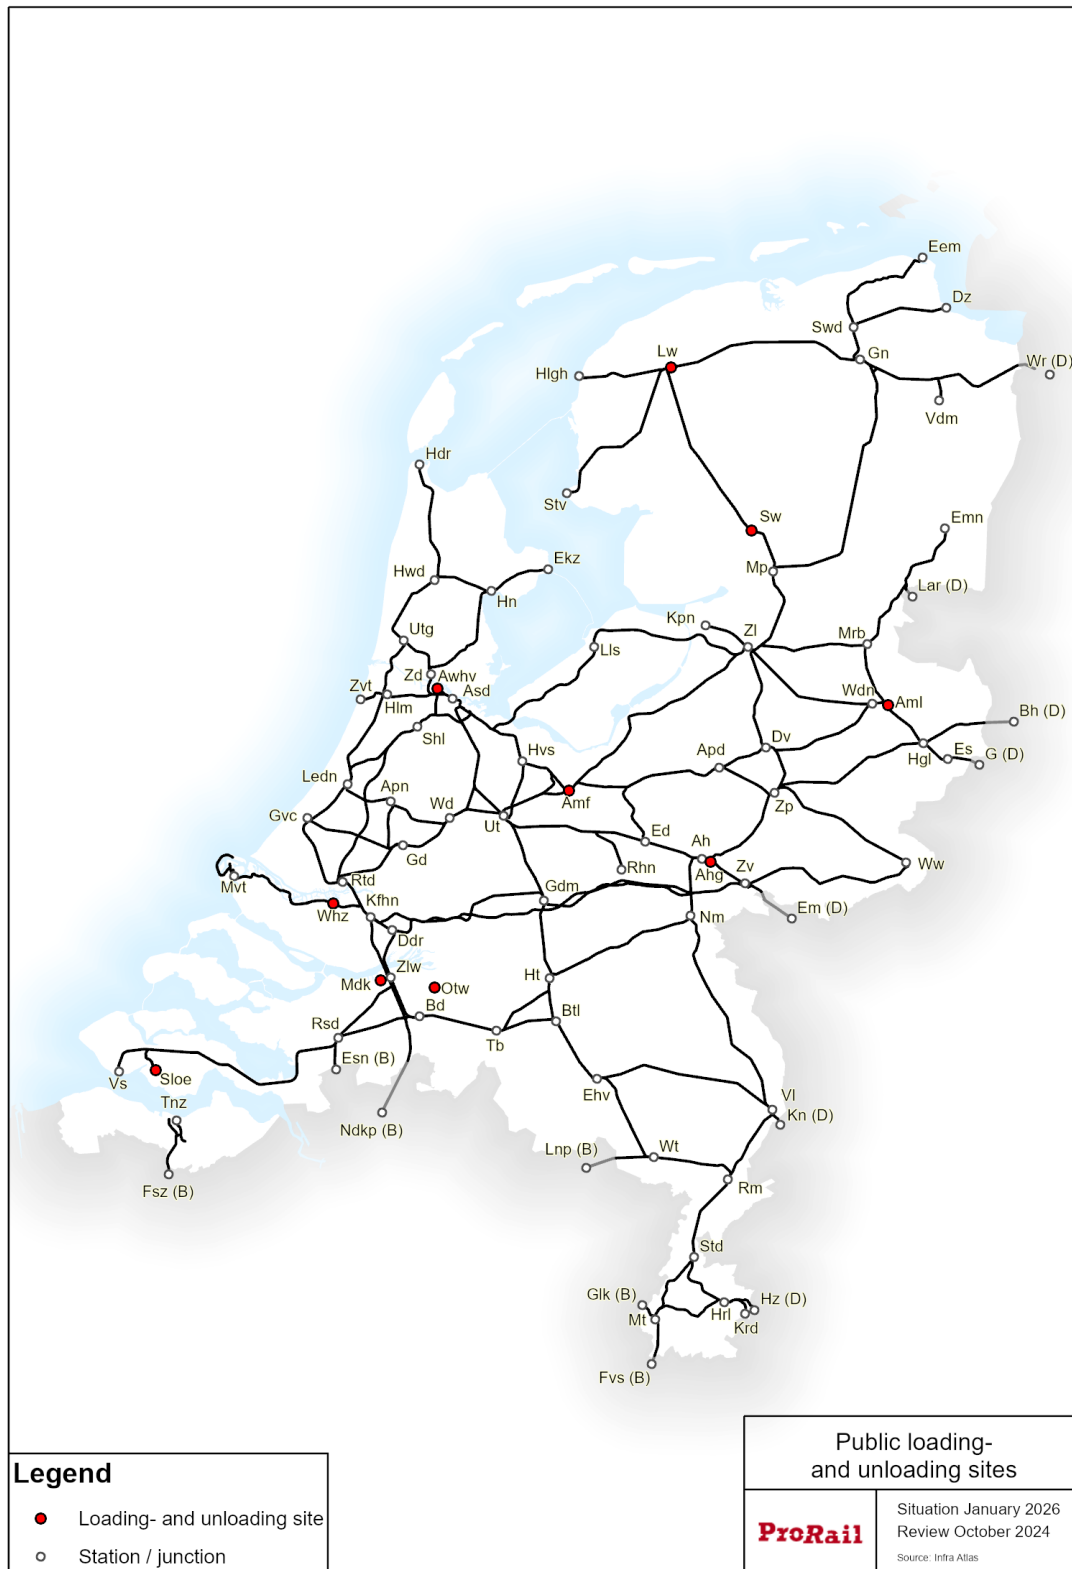 Eem
Dz
Swd
Gn
Lw
Wr (D)
Hlgh
Vdm
Hdr
Stv
Sw
Emn
Ekz
Hwd
Mp
Lar (D)
Hn
Kpn
Utg
Zl
Mrb
Lls
Zd
Awhv
Zvt
Asd
Wdn
Aml
Hlm
Bh (D)
Shl
Dv
Hgl
Es
G (D)
Hvs
Apd
Ledn
Apn
Amf
Zp
Gvc
Wd
Ut
Ed
Ah
Gd
Rhn
Ahg
Zv
Ww
Mvt
Rtd
Kfhn
Gdm
Whz
Em (D)
Nm
Ddr
Zlw
Ht
Mdk
Otw
Bd
Btl
Rsd
Tb
Esn (B)
Vs
Sloe
Ehv
Tnz
Vl
Kn (D)
Ndkp (B)
Lnp (B)
Wt
Fsz (B)
Rm
Std
Glk (B)
Hz (D)
Mt
Hrl
Krd
Fvs (B)
Legend
Loading- and unloading site
Station / junction
Public loading-
and unloading sites
ProRail
Situation January 2026
Review October 2024
Source: Infra Atlas